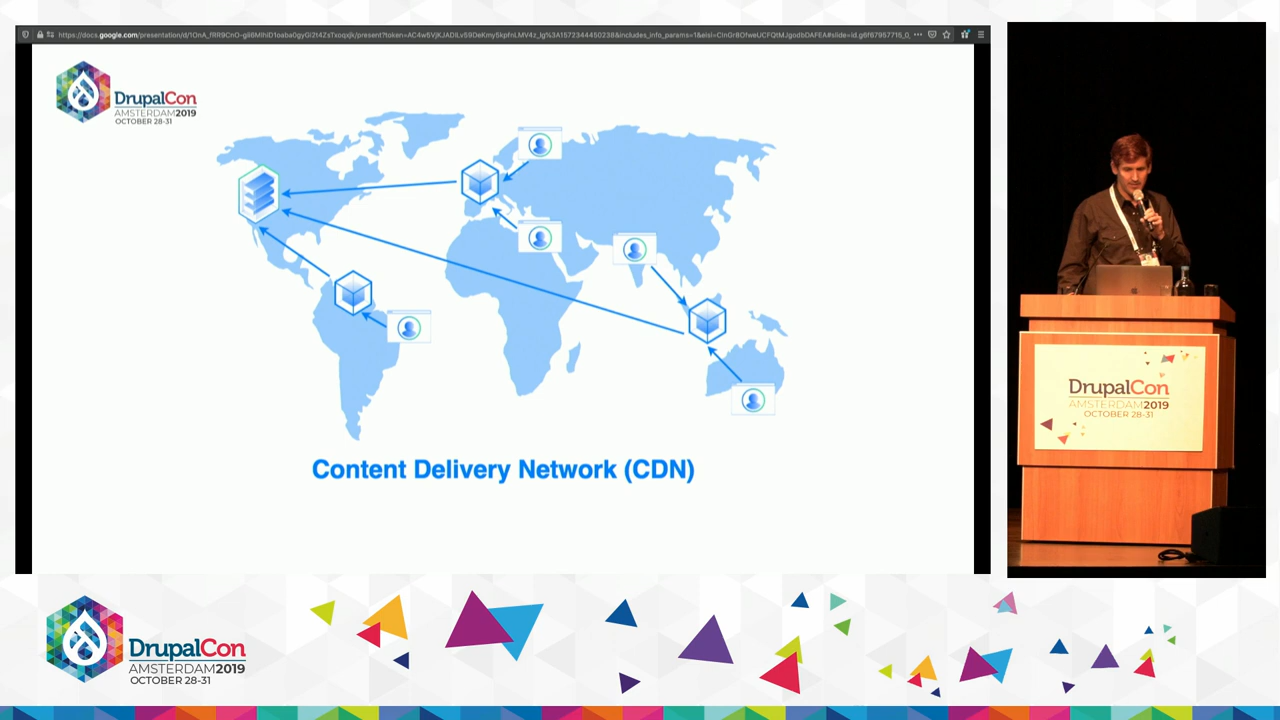 DrupalCon
AMSTERDAM2019
OCTOBER 28-31
Content Delivery Network (CDN)
DrupalCon
AMSTERDAM2019
OCTOBER 28-31
DrupalCon
AMSTERDAM2019
OCTOBER 28-31